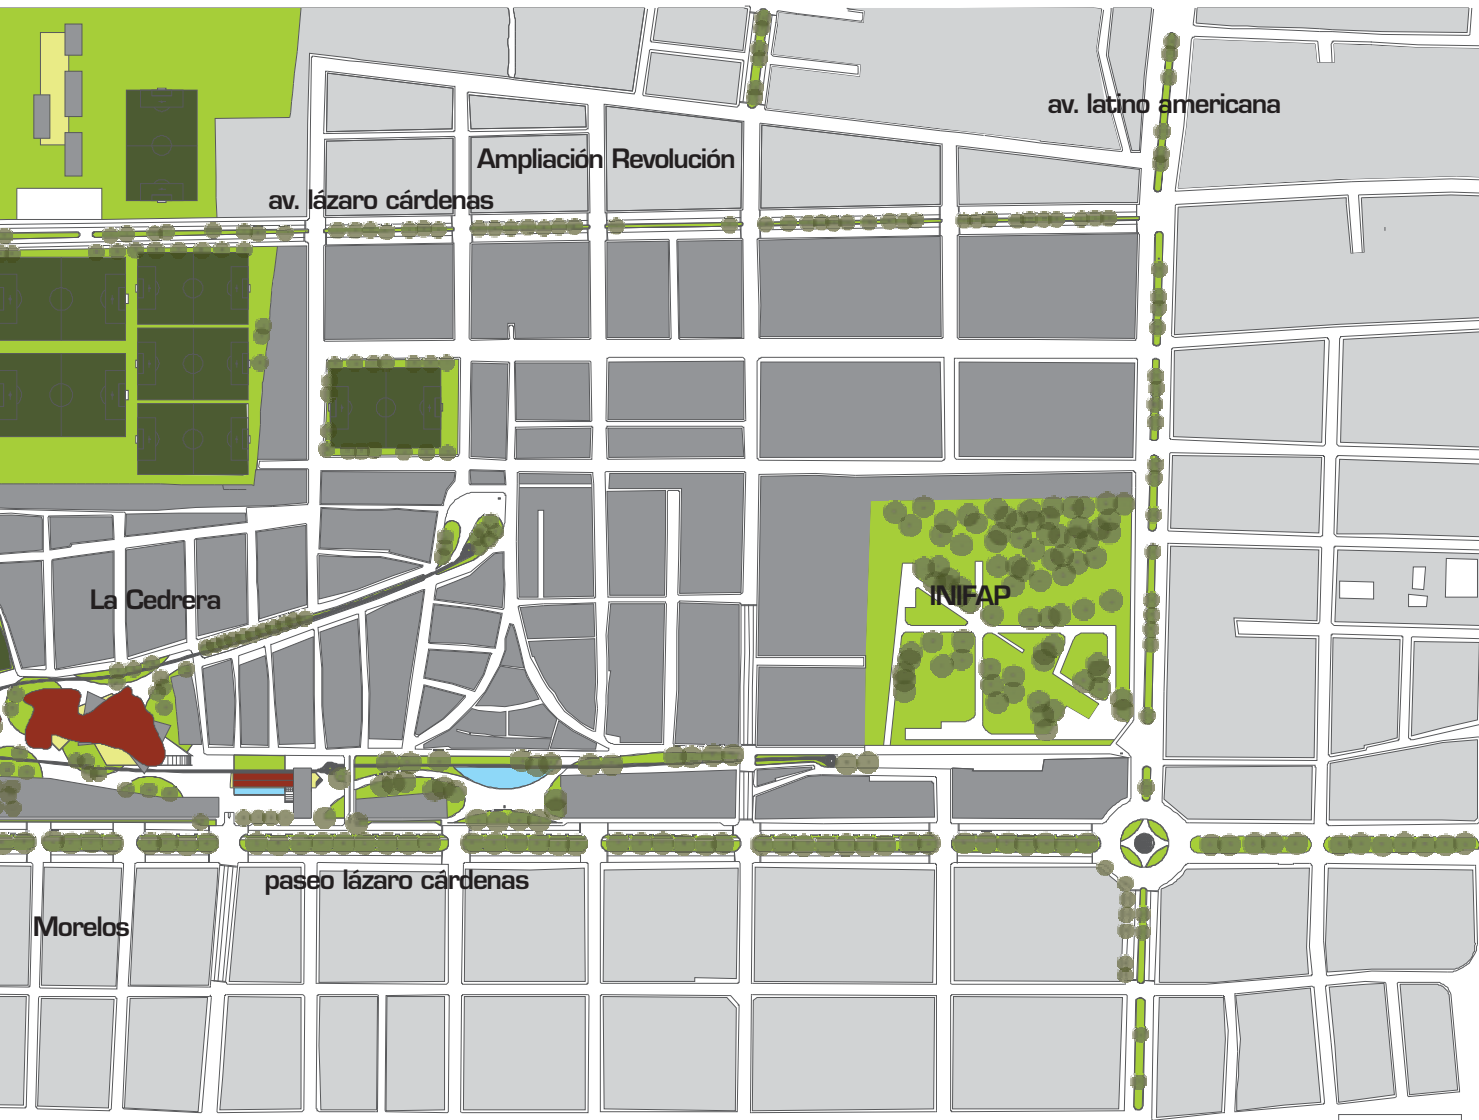 av. latino americana
Ampliación Revolución
av. lázaro cárdenas
La Cedrera
INIFAP
paseo lázaro cárdenas
Morelos